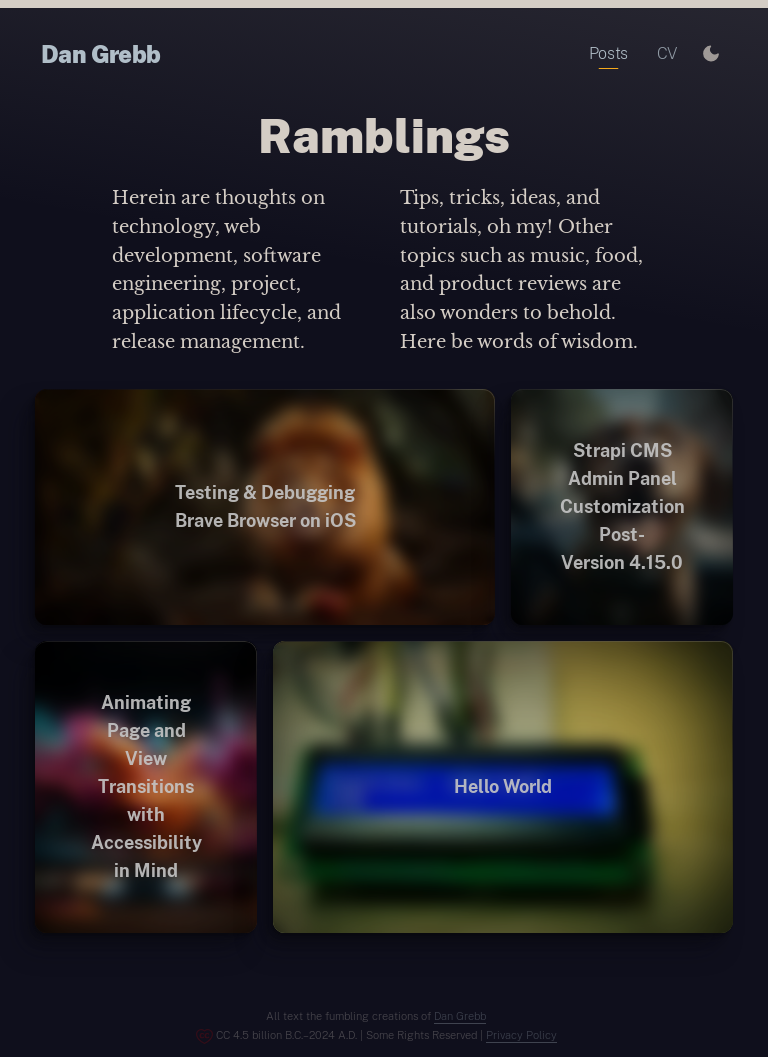 Dan Grebb
Posts
CV
Ramblings
Herein are thoughts on
technology, web
development, software
engineering, project,
application lifecycle, and
release management.
Tips, tricks, ideas, and
tutorials, oh my! Other
topics such as music, food,
and product reviews are
also wonders to behold.
Here be words of wisdom.
Testing & Debugging
Brave Browser on iOS
Strapi CMS
Admin Panel
Customization
Post-
Version 4.15.0
Animating
Page and
View
Transitions
with
Accessibility
in Mind
Hello World
All text the fumbling creations of Dan Grebb
CC 4.5 billion B.C.–2024 A.D. | Some Rights Reserved | Privacy Policy